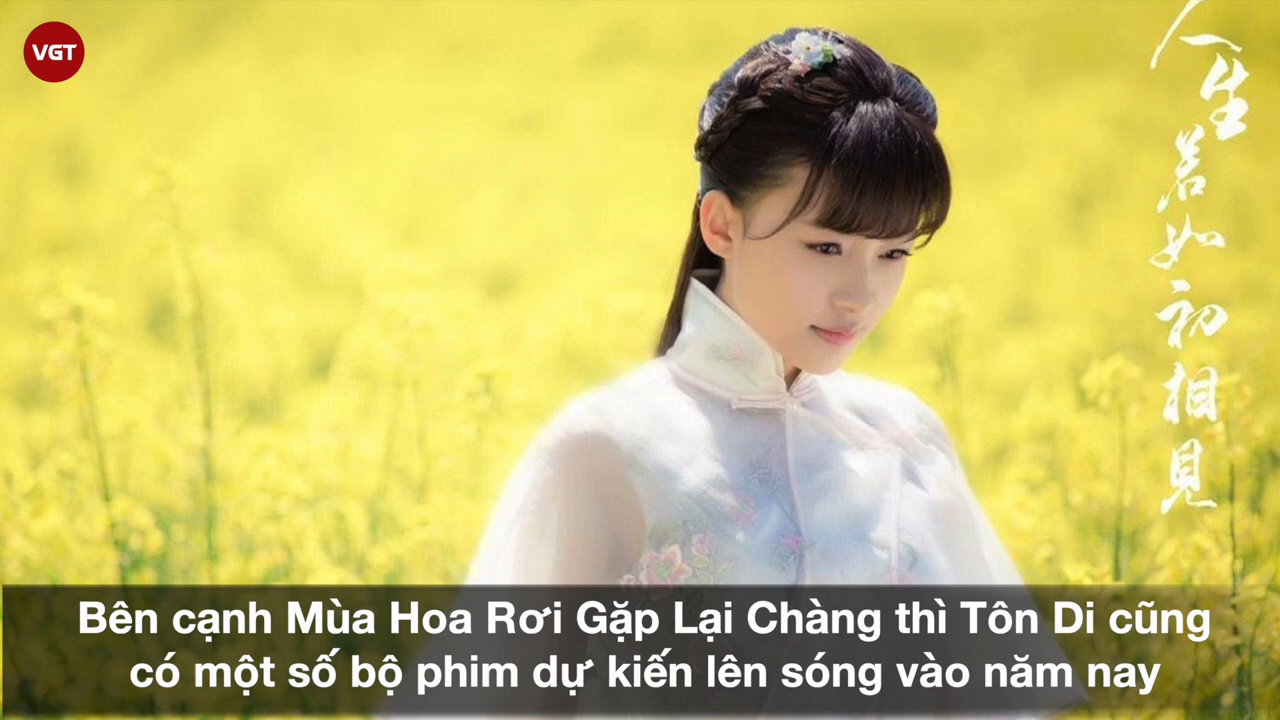 VGT
人生若如初相見
Bên cạnh Mùa Hoa Rơi Gặp Lại Chàng thì Tôn Di cũng
có một số bộ phim dự kiến lên sóng vào năm nay